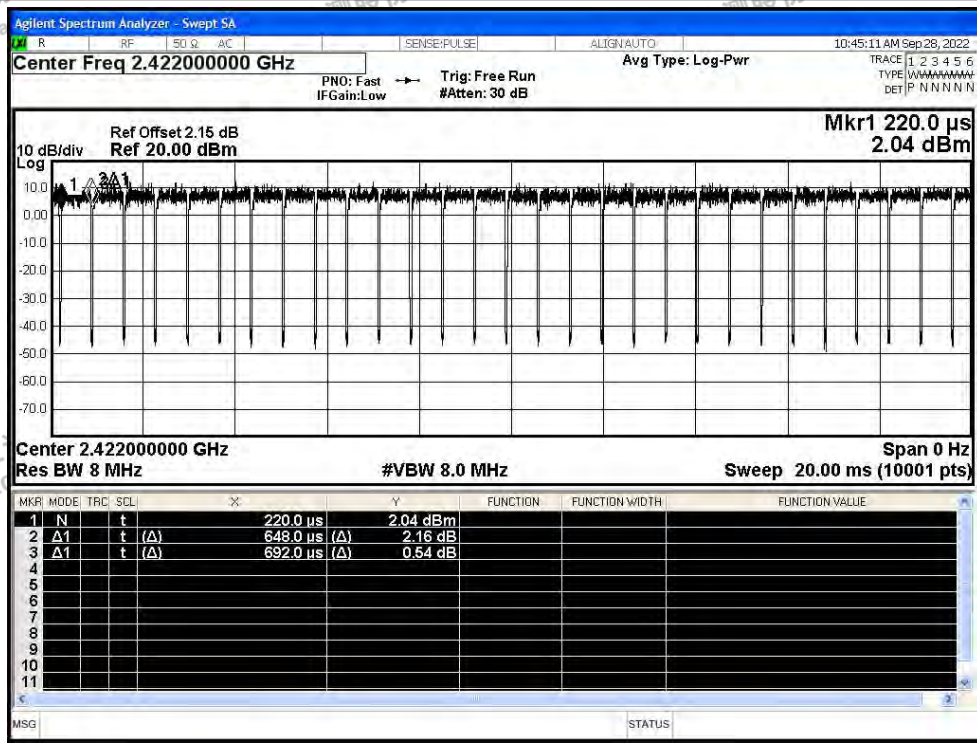 Agilent Spectrum Analyzer - Swept SA
R RF 50 Ω AC SENSE:PULSE ALIGN AUTO 10:45:11 AM Sep 28, 2022
Center Freq 2.422000000 GHz Avg Type: Log-Pwr TRACE 1 2 3 4 5 6
TYPE WWWWWW
PNO: Fast Trig: Free Run DET P N N N N N
IFGain:Low #Atten: 30 dB
Mkr1 220.0 µs
Ref Offset 2.15 dB
10 dB/div Ref 20.00 dBm 2.04 dBm
Log
10.0
0.00
-10.0
-20.0
-30.0
-40.0
-50.0
-60.0
-70.0
Center 2.422000000 GHz Span 0 Hz
Res BW 8 MHz #VBW 8.0 MHz Sweep 20.00 ms (10001 pts)
MKR MODE TRC SCL X Y FUNCTION FUNCTION WIDTH FUNCTION VALUE
1 N t 220.0 µs 2.04 dBm
2 Δ1 t (Δ) 648.0 µs (Δ) 2.16 dB
3 Δ1 t (Δ) 692.0 µs (Δ) 0.54 dB
4
5
6
7
8
9
10
11
MSG STATUS